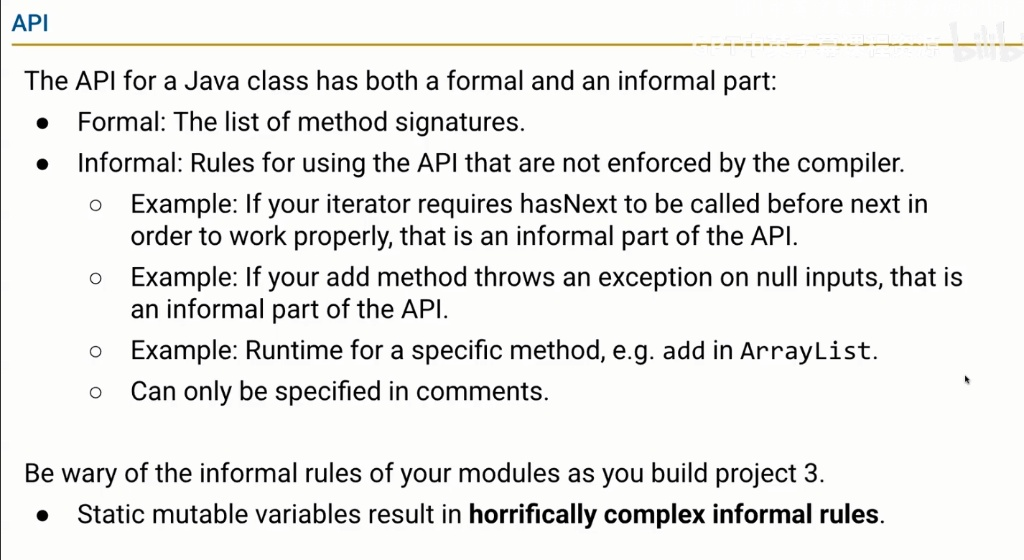 API
bilibi
The API for a Java class has both a formal and an informal part:
● Formal: The list of method signatures.
● Informal: Rules for using the API that are not enforced by the compiler.
○ Example: If your iterator requires hasNext to be called before next in
order to work properly, that is an informal part of the API.
○ Example: If your add method throws an exception on null inputs, that is
an informal part of the API.
○ Example: Runtime for a specific method, e.g. add in ArrayList.
○ Can only be specified in comments.
Be wary of the informal rules of your modules as you build project 3.
● Static mutable variables result in horrifically complex informal rules.